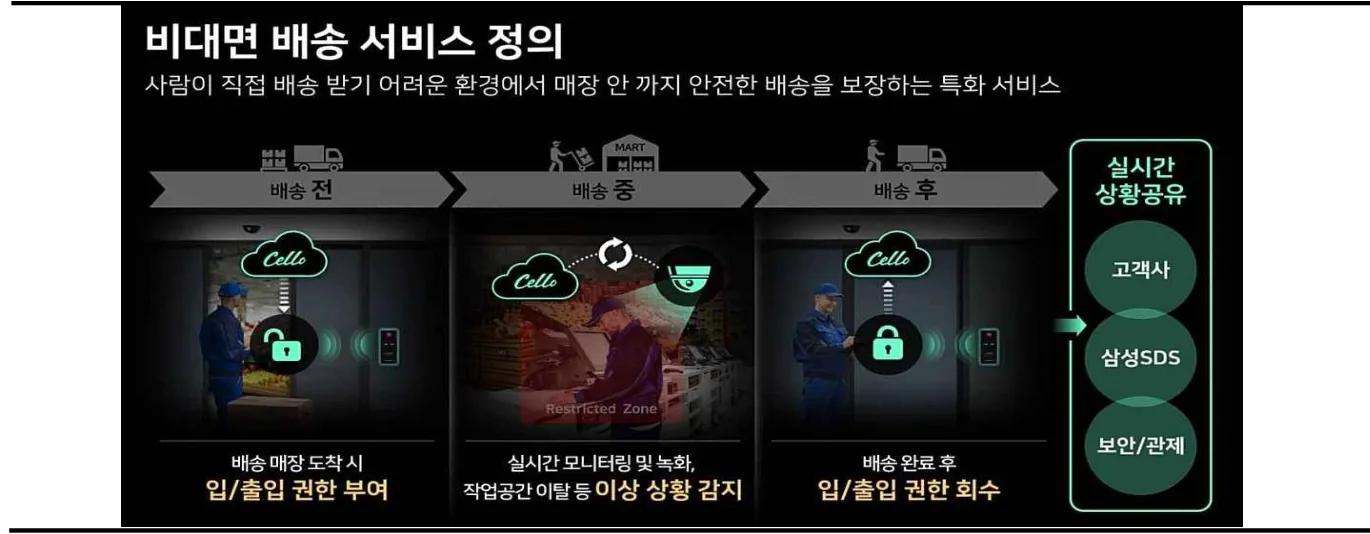 비대면 배송 서비스 정의
사람이 직접 배송 받기 어려운 환경에서 매장 안 까지 안전한 배송을 보장하는 특화 서비스
MART
배송 전
배송 중
배송 후
Cello
Cello
Cello
Restricted Zone
배송 매장 도착 시
입/출입 권한 부여
실시간 모니터링 및 녹화,
작업공간 이탈 등 이상 상황 감지
배송 완료 후
입/출입 권한 회수
실시간
상황공유
고객사
삼성SDS
보안/관제